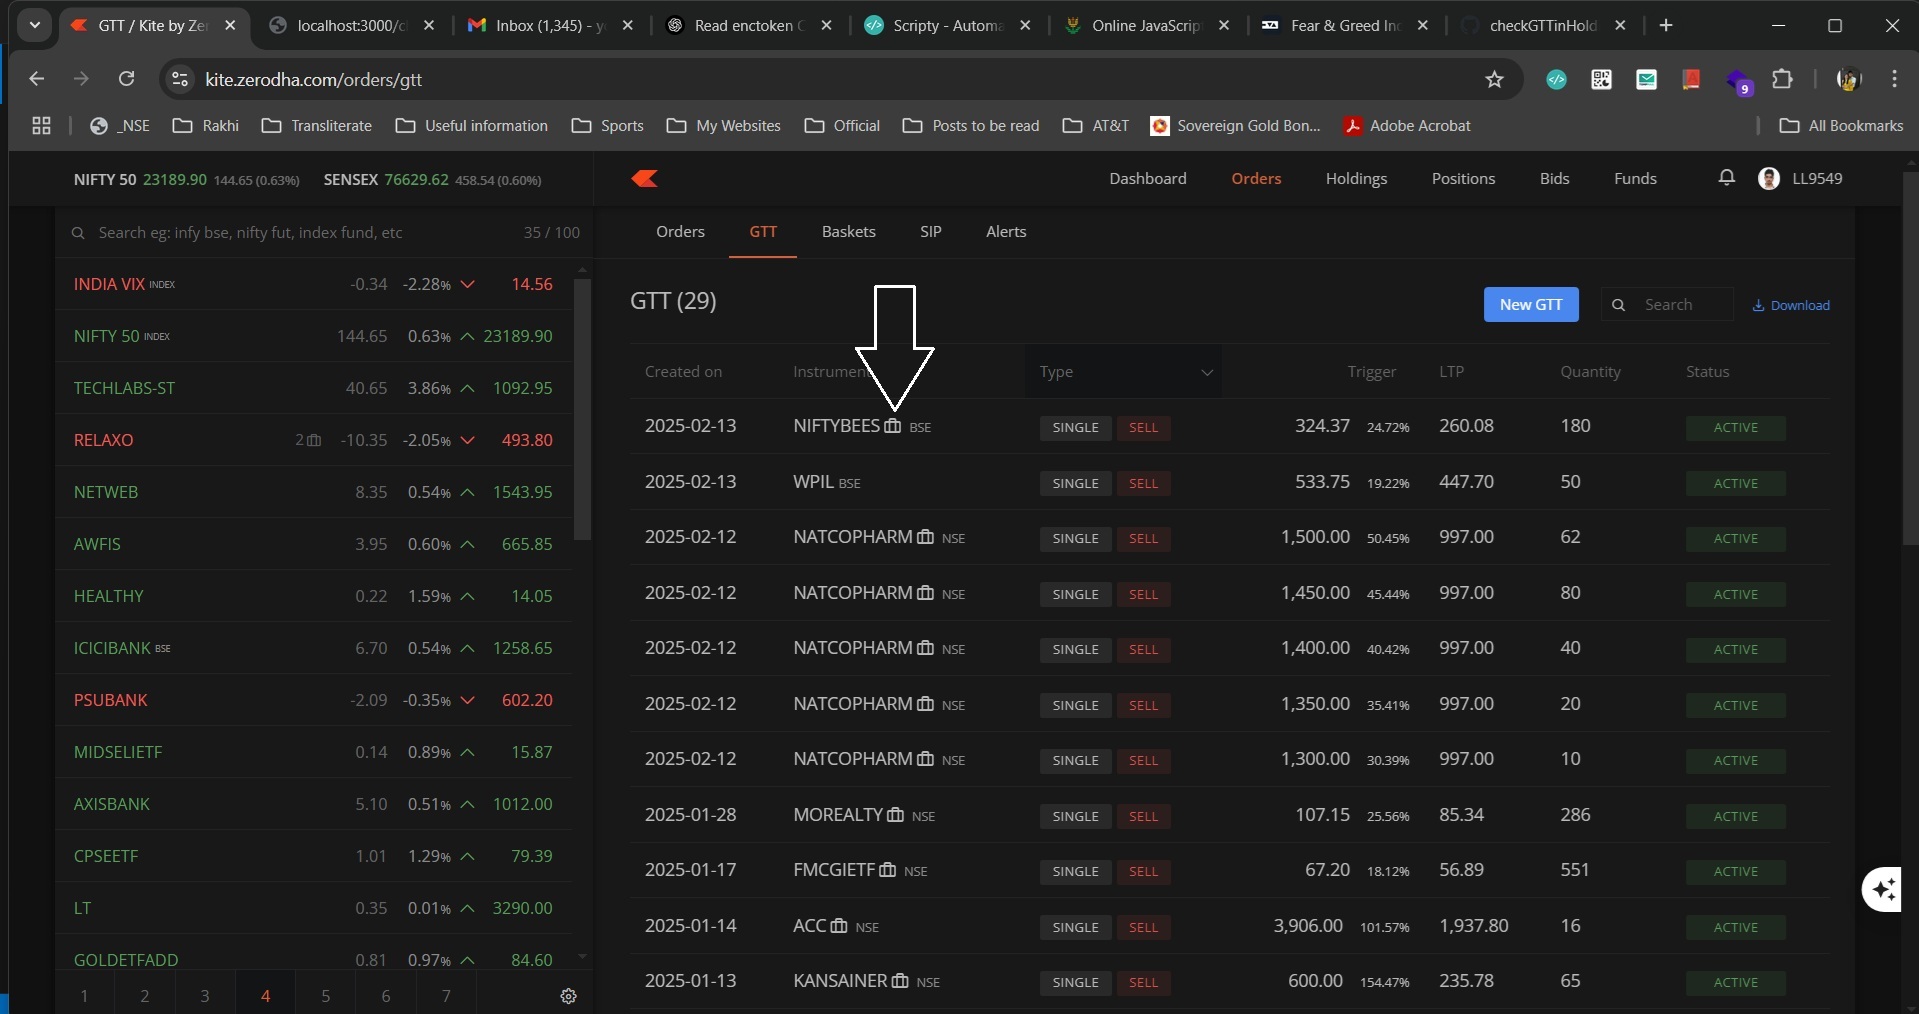 GTT / Kite by Zer
localhost:3000/c
Inbox (1,345) - y
Read enctoken C
Scripty - Automa
Online JavaScrip
Fear & Greed Ind
checkGTTinHold
kite.zerodha.com/orders/gtt
9
_NSE Rakhi Transliterate Useful information Sports My Websites Official Posts to be read AT&T Sovereign Gold Bon... Adobe Acrobat All Bookmarks
NIFTY 50 23189.90 144.65 (0.63%) SENSEX 76629.62 458.54 (0.60%)
Dashboard Orders Holdings Positions Bids Funds LL9549
Search eg: infy bse, nifty fut, index fund, etc 35 / 100
INDIA VIX INDEX -0.34 -2.28% 14.56
NIFTY 50 INDEX 144.65 0.63% 23189.90
TECHLABS-ST 40.65 3.86% 1092.95
RELAXO 2 -10.35 -2.05% 493.80
NETWEB 8.35 0.54% 1543.95
AWFIS 3.95 0.60% 665.85
HEALTHY 0.22 1.59% 14.05
ICICIBANK BSE 6.70 0.54% 1258.65
PSUBANK -2.09 -0.35% 602.20
MIDSELIETF 0.14 0.89% 15.87
AXISBANK 5.10 0.51% 1012.00
CPSEETF 1.01 1.29% 79.39
LT 0.35 0.01% 3290.00
GOLDETFADD 0.81 0.97% 84.60
1 2 3 4 5 6 7
Orders GTT Baskets SIP Alerts
GTT (29)
New GTT Search Download
Created on Instrument Type Trigger LTP Quantity Status
2025-02-13 NIFTYBEES BSE SINGLE SELL 324.37 24.72% 260.08 180 ACTIVE
2025-02-13 WPIL BSE SINGLE SELL 533.75 19.22% 447.70 50 ACTIVE
2025-02-12 NATCOPHARM NSE SINGLE SELL 1,500.00 50.45% 997.00 62 ACTIVE
2025-02-12 NATCOPHARM NSE SINGLE SELL 1,450.00 45.44% 997.00 80 ACTIVE
2025-02-12 NATCOPHARM NSE SINGLE SELL 1,400.00 40.42% 997.00 40 ACTIVE
2025-02-12 NATCOPHARM NSE SINGLE SELL 1,350.00 35.41% 997.00 20 ACTIVE
2025-02-12 NATCOPHARM NSE SINGLE SELL 1,300.00 30.39% 997.00 10 ACTIVE
2025-01-28 MOREALTY NSE SINGLE SELL 107.15 25.56% 85.34 286 ACTIVE
2025-01-17 FMCGIETF NSE SINGLE SELL 67.20 18.12% 56.89 551 ACTIVE
2025-01-14 ACC NSE SINGLE SELL 3,906.00 101.57% 1,937.80 16 ACTIVE
2025-01-13 KANSAINER NSE SINGLE SELL 600.00 154.47% 235.78 65 ACTIVE